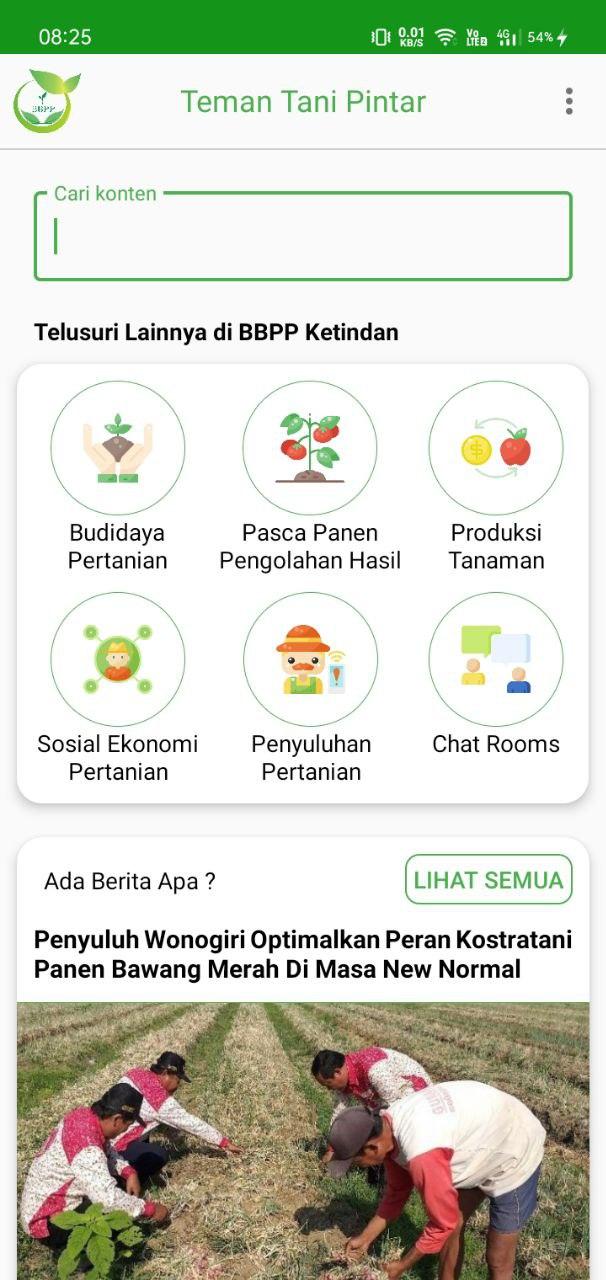 08:25
0.01
KB/S
Vo
LTE2
4G
54%
BBPP
Teman Tani Pintar
Cari konten
Telusuri Lainnya di BBPP Ketindan
Budidaya
Pertanian
Pasca Panen
Pengolahan Hasil
Produksi
Tanaman
Sosial Ekonomi
Pertanian
Penyuluhan
Pertanian
Chat Rooms
Ada Berita Apa ?
LIHAT SEMUA
Penyuluh Wonogiri Optimalkan Peran Kostratani
Panen Bawang Merah Di Masa New Normal